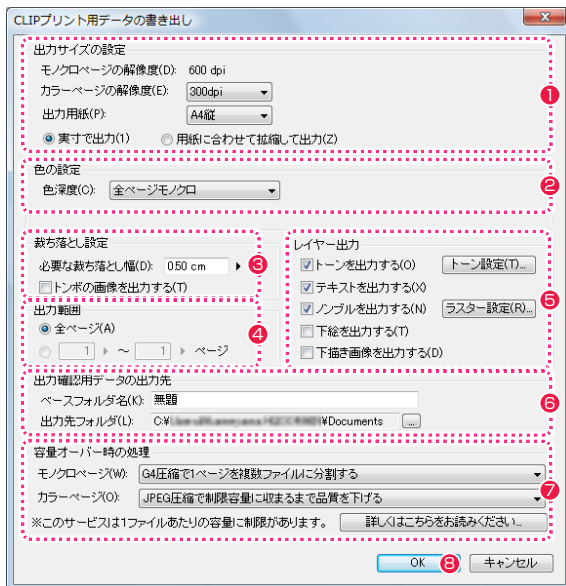 CLIPプリント用データの書き出し
出力サイズの設定
モノクロページの解像度(D): 600 dpi
カラーページの解像度(E): 300dpi
出力用紙(P): A4縦
実寸で出力(1) 用紙に合わせて拡縮して出力(Z)
1
色の設定
色深度(C): 全ページモノクロ
2
裁ち落とし設定
必要な裁ち落とし幅(D): 0.50 cm
トンボの画像を出力する(T)
3
出力範囲
全ページ(A)
1 ～ 1 ページ
4
レイヤー出力
トーンを出力する(O) トーン設定(T)...
テキストを出力する(X)
ノンブルを出力する(N) ラスター設定(R)...
下絵を出力する(T)
下描き画像を出力する(D)
5
出力確認用データの出力先
ベースフォルダ名(K): 無題
出力先フォルダ(L): C:¥ ¥Documents ...
6
容量オーバー時の処理
モノクロページ(W): G4圧縮で1ページを複数ファイルに分割する
カラーページ(O): JPEG圧縮で制限容量に収まるまで品質を下げる
※このサービスは1ファイルあたりの容量に制限があります。 詳しくはこちらをお読みください...
7
OK 8 キャンセル